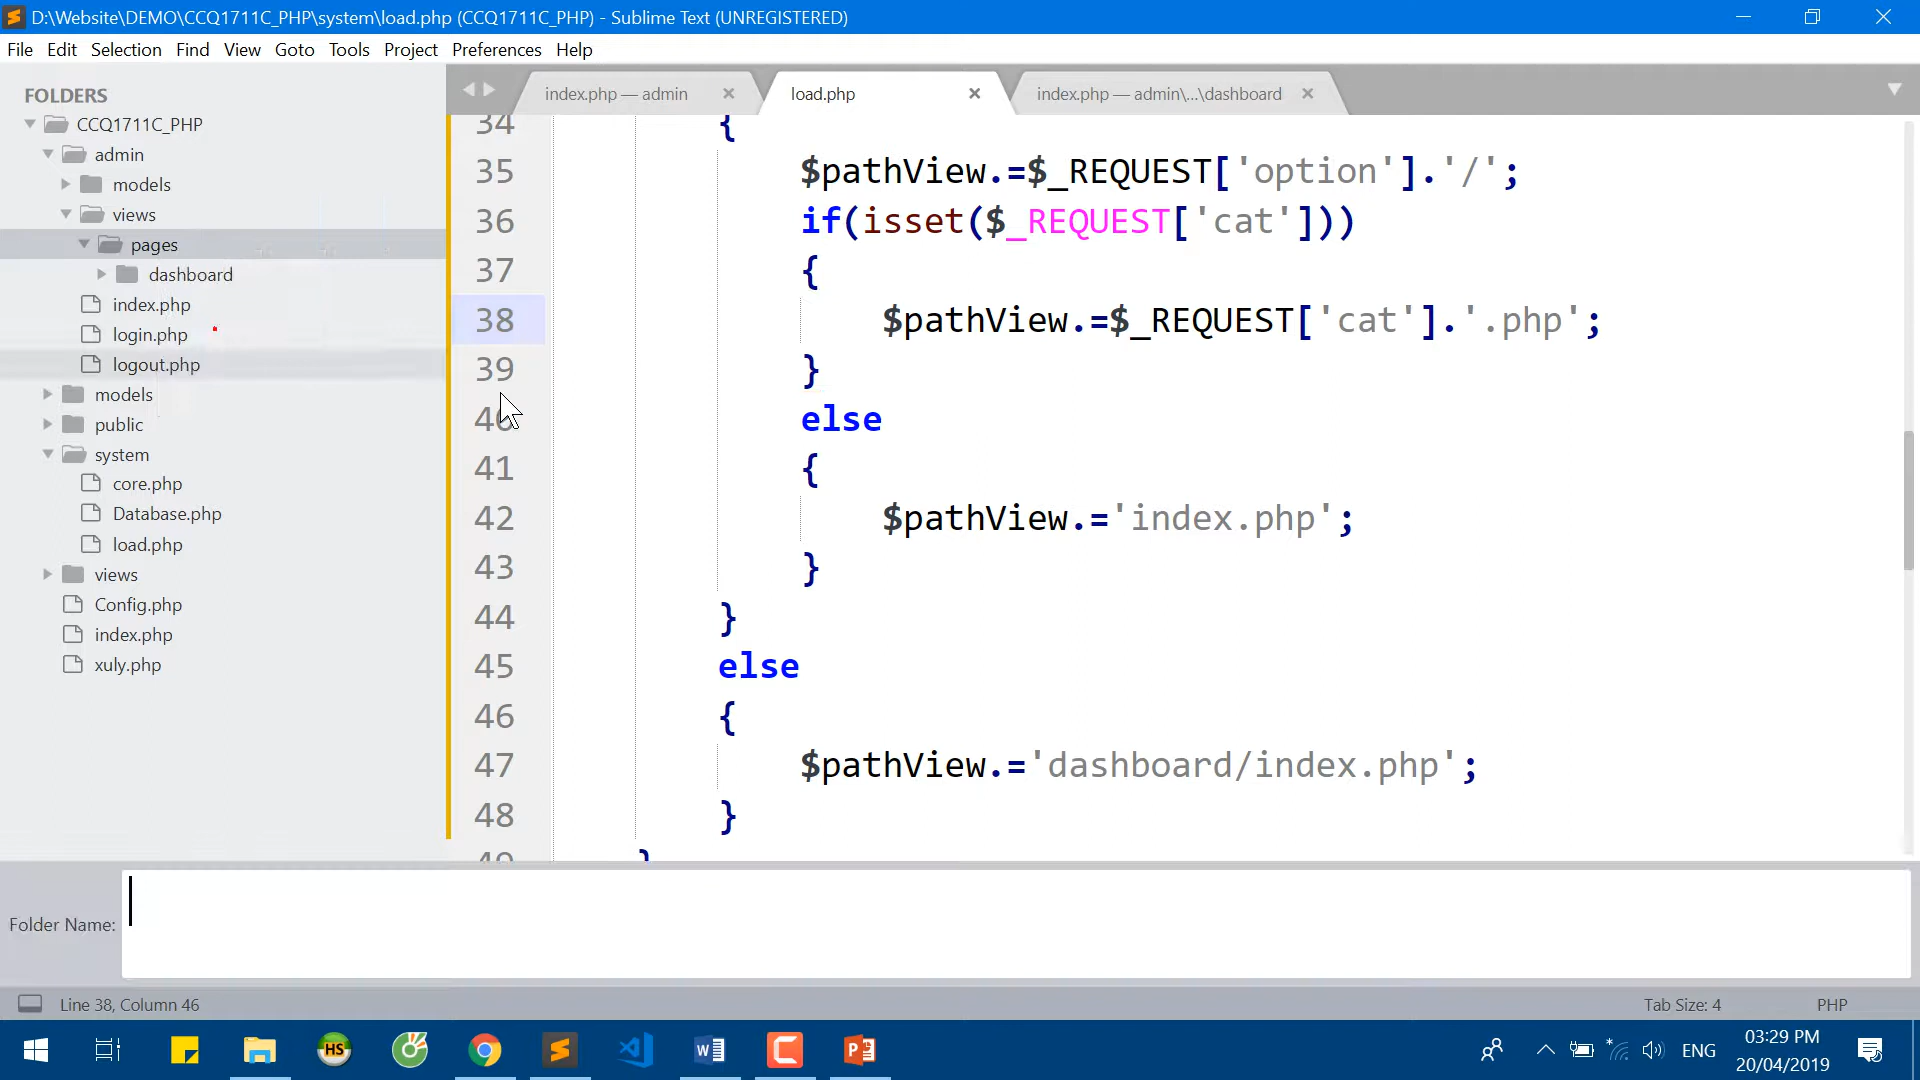 D:\Website\DEMO\CCQ1711C_PHP\system\load.php (CCQ1711C_PHP) - Sublime Text (UNREGISTERED)
File Edit Selection Find View Goto Tools Project Preferences Help
FOLDERS
CCQ1711C_PHP
admin
models
views
pages
dashboard
index.php
login.php
logout.php
models
public
system
core.php
Database.php
load.php
views
Config.php
index.php
xuly.php
index.php — admin
load.php
index.php — admin\...\dashboard
34 {
35 $pathView.=$_REQUEST['option'].'/';
36 if(isset($_REQUEST['cat']))
37 {
38 $pathView.=$_REQUEST['cat'].'.php';
39 }
40 else
41 {
42 $pathView.='index.php';
43 }
44 }
45 else
46 {
47 $pathView.='dashboard/index.php';
48 }
49 }
Folder Name:
Line 38, Column 46
Tab Size: 4
PHP
HS
ENG
03:29 PM
20/04/2019